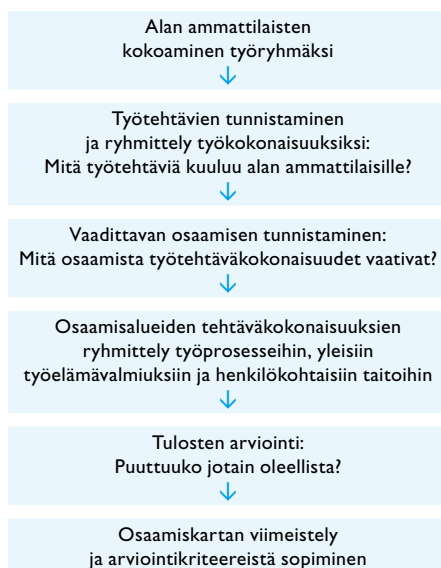 Alan ammattilaisten
kokoaminen työryhmäksi
↓
Työtehtävien tunnistaminen
ja ryhmittely työkokonaisuuksiksi:
Mitä työtehtäviä kuuluu alan ammattilaisille?
↓
Vaadittavan osaamisen tunnistaminen:
Mitä osaamista työtehtäväkokonaisuudet vaativat?
↓
Osaamisalueiden tehtäväkokonaisuuksien
ryhmittely työprosesseihin, yleisiin
työelämävalmiuksiin ja henkilökohtaisiin taitoihin
↓
Tulosten arviointi:
Puuttuuko jotain oleellista?
↓
Osaamiskartan viimeistely
ja arviointikriteereistä sopiminen